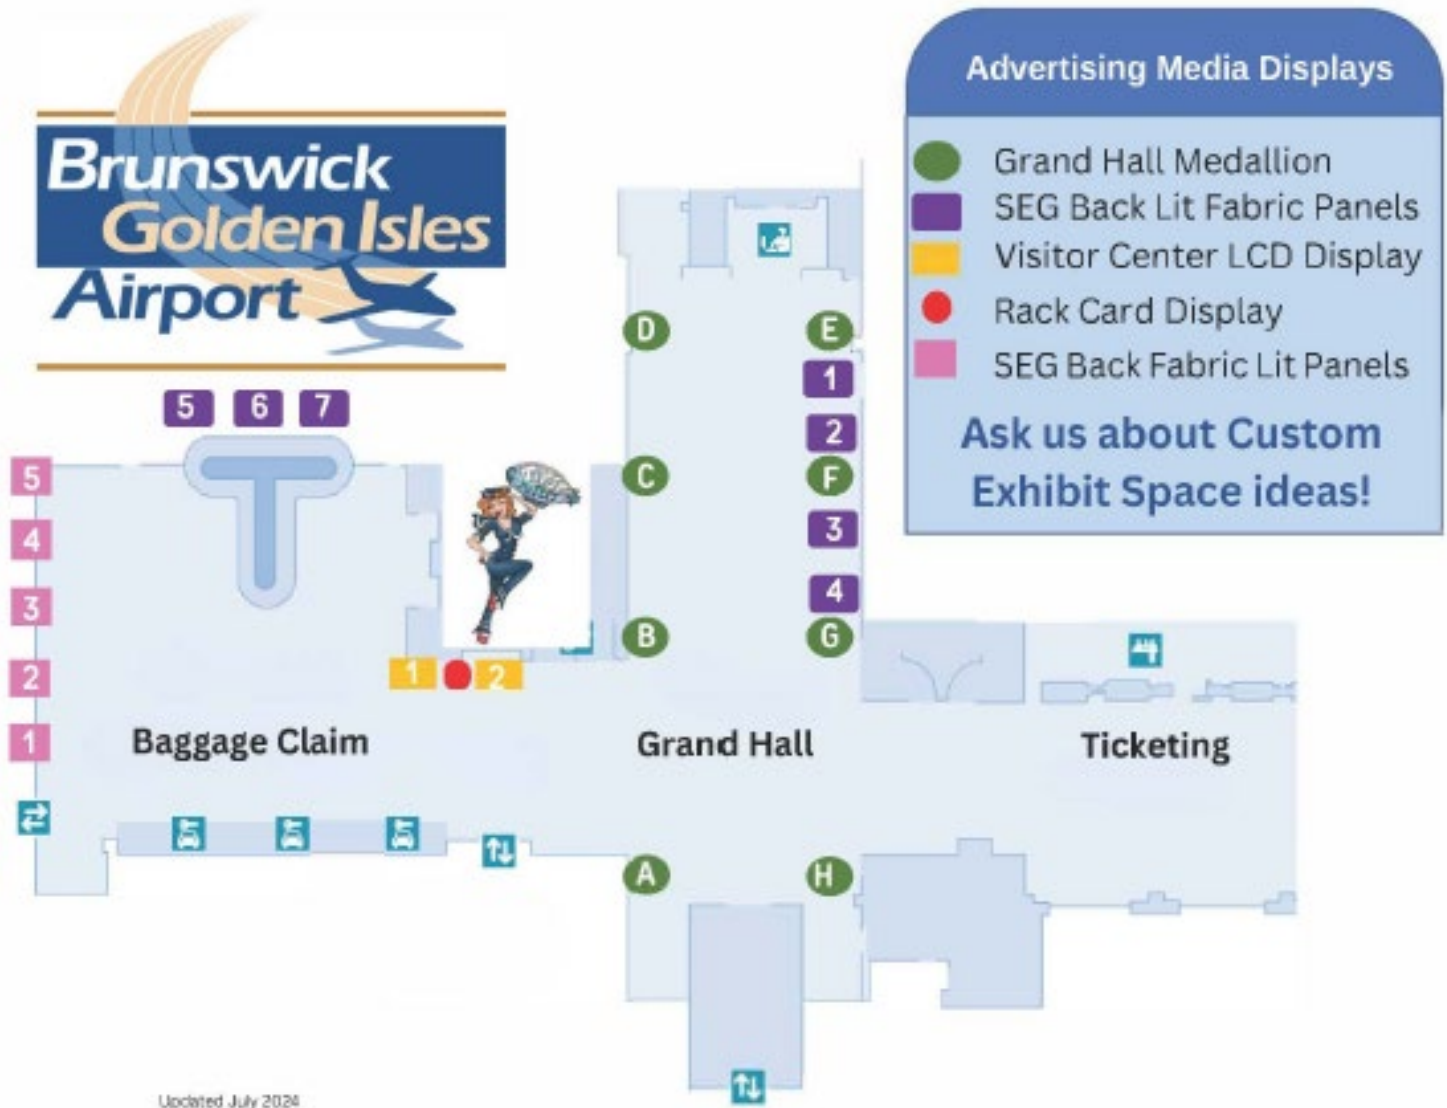 Brunswick
Golden Isles
Airport
Advertising Media Displays
Grand Hall Medallion
SEG Back Lit Fabric Panels
Visitor Center LCD Display
Rack Card Display
SEG Back Fabric Lit Panels
Ask us about Custom
Exhibit Space ideas!
D
E
1
5 6 7
2
5
C
F
4
3
3
4
B
G
2
1
2
1
Baggage Claim
Grand Hall
Ticketing
A
H
Updated July 2024